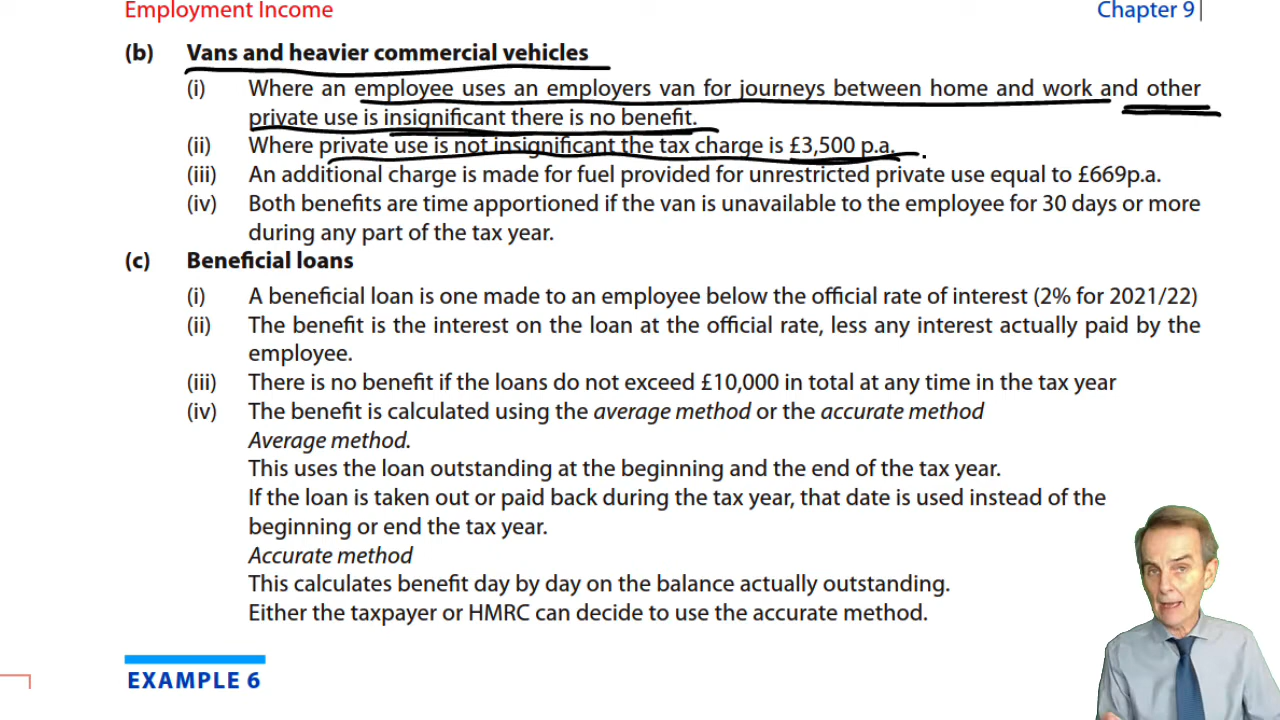 Employment Income
Chapter 9
(b) Vans and heavier commercial vehicles
(i) Where an employee uses an employers van for journeys between home and work and other
private use is insignificant there is no benefit.
(ii) Where private use is not insignificant the tax charge is £3,500 p.a.
(iii) An additional charge is made for fuel provided for unrestricted private use equal to £669p.a.
(iv) Both benefits are time apportioned if the van is unavailable to the employee for 30 days or more
during any part of the tax year.
(c) Beneficial loans
(i) A beneficial loan is one made to an employee below the official rate of interest (2% for 2021/22)
(ii) The benefit is the interest on the loan at the official rate, less any interest actually paid by the
employee.
(iii) There is no benefit if the loans do not exceed £10,000 in total at any time in the tax year
(iv) The benefit is calculated using the average method or the accurate method
Average method.
This uses the loan outstanding at the beginning and the end of the tax year.
If the loan is taken out or paid back during the tax year, that date is used instead of the
beginning or end the tax year.
Accurate method
This calculates benefit day by day on the balance actually outstanding.
Either the taxpayer or HMRC can decide to use the accurate method.
EXAMPLE 6